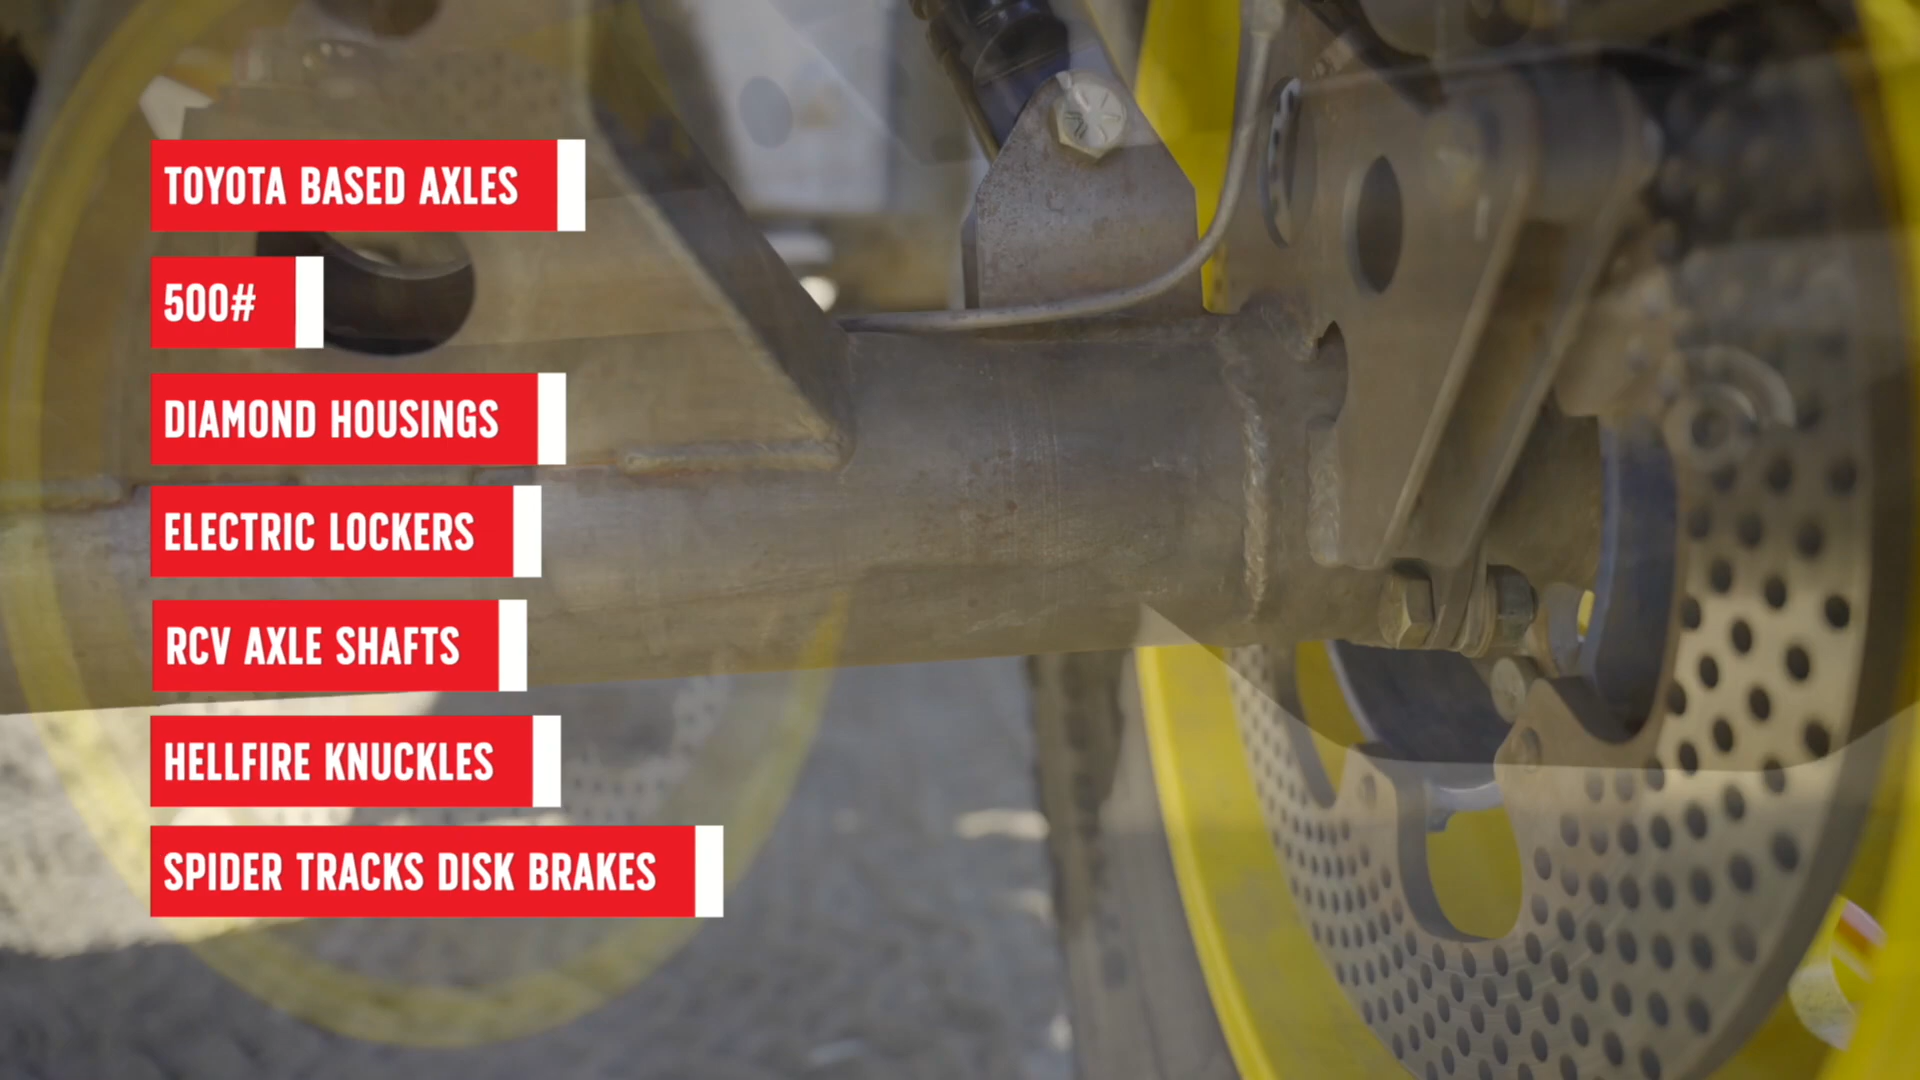 TOYOTA BASED AXLES
500#
DIAMOND HOUSINGS
ELECTRIC LOCKERS
RCV AXLE SHAFTS
HELLFIRE KNUCKLES
SPIDER TRACKS DISK BRAKES